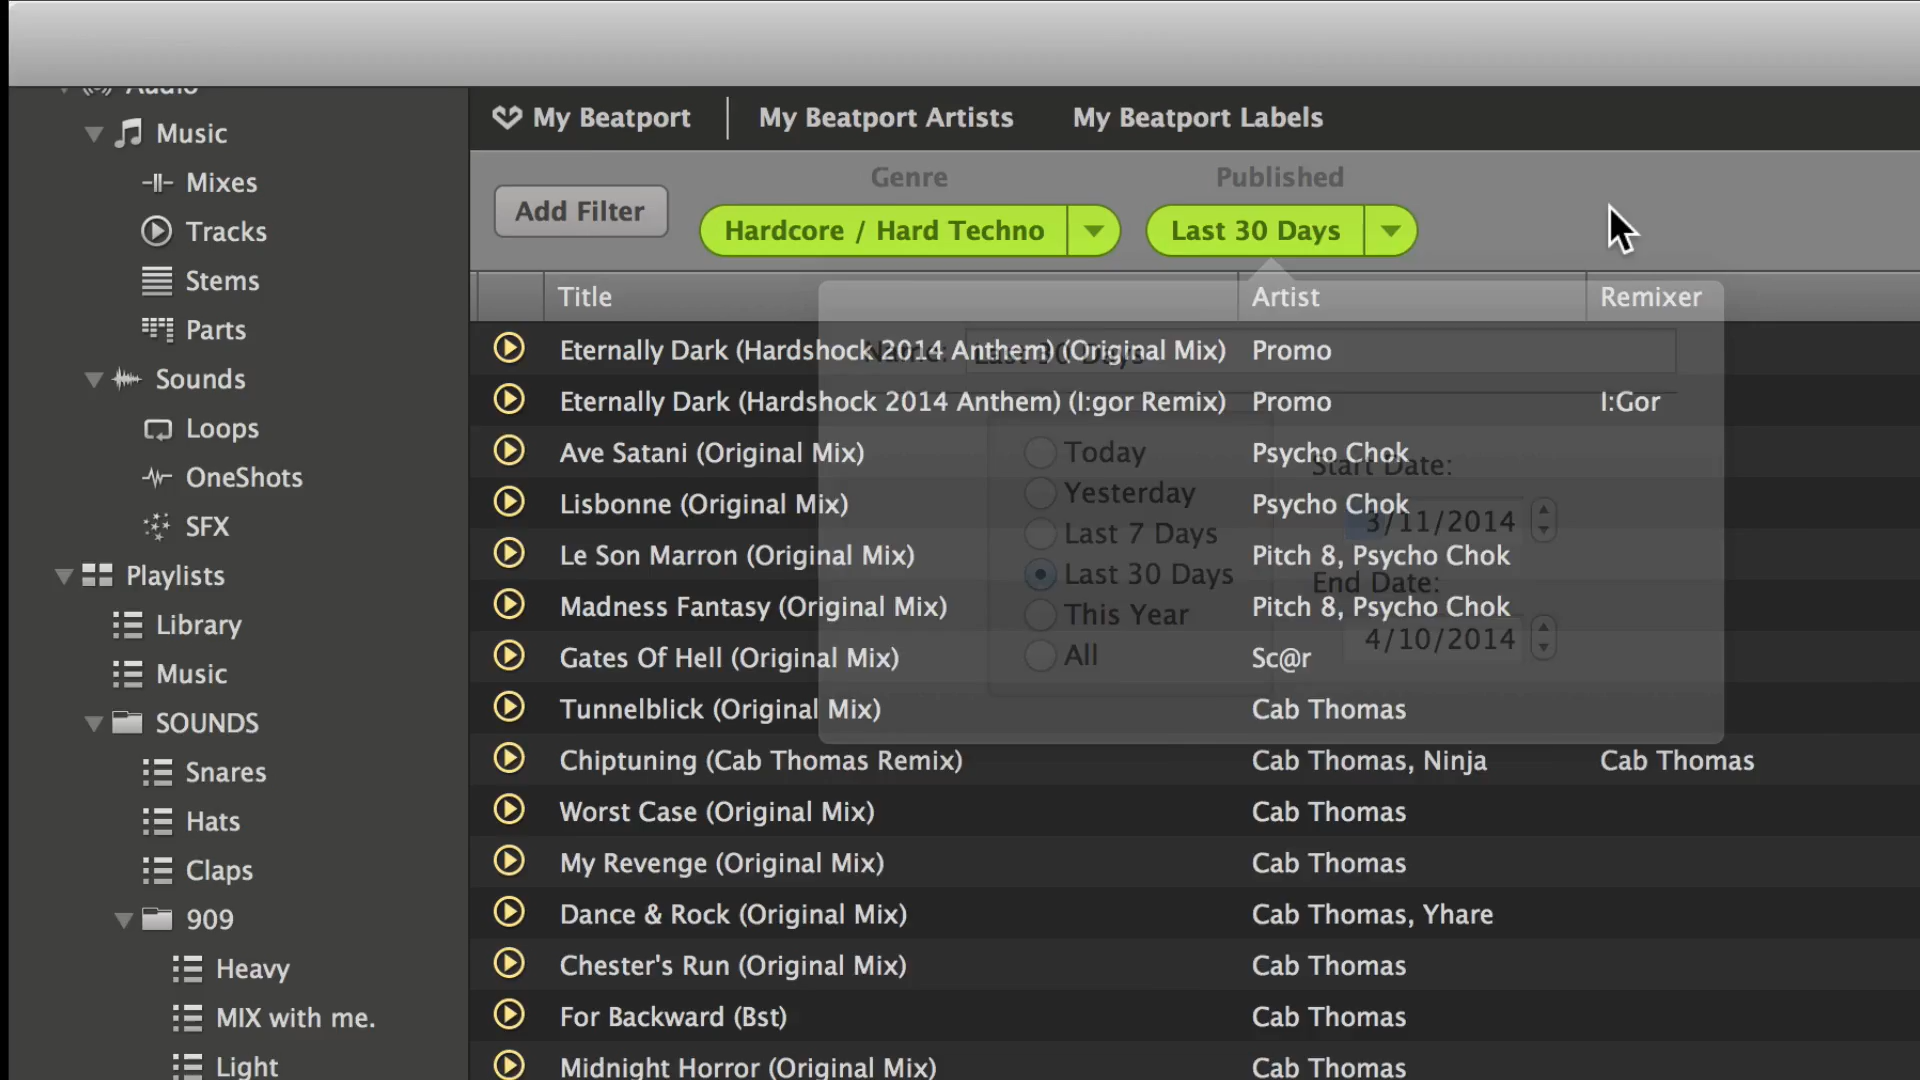 Audio
Music
Mixes
Tracks
Stems
Parts
Sounds
Loops
OneShots
SFX
Playlists
Library
Music
SOUNDS
Snares
Hats
Claps
909
Heavy
MIX with me.
Light
My Beatport
My Beatport Artists
My Beatport Labels
Add Filter
Genre
Hardcore / Hard Techno
Published
Last 30 Days
Title Artist Remixer
Eternally Dark (Hardshock 2014 Anthem) (Original Mix) Promo
Eternally Dark (Hardshock 2014 Anthem) (I:gor Remix) Promo I:Gor
Ave Satani (Original Mix) Psycho Chok
Lisbonne (Original Mix) Psycho Chok
Le Son Marron (Original Mix) Pitch 8, Psycho Chok
Madness Fantasy (Original Mix) Pitch 8, Psycho Chok
Gates Of Hell (Original Mix) Sc@r
Tunnelblick (Original Mix) Cab Thomas
Chiptuning (Cab Thomas Remix) Cab Thomas, Ninja Cab Thomas
Worst Case (Original Mix) Cab Thomas
My Revenge (Original Mix) Cab Thomas
Dance & Rock (Original Mix) Cab Thomas, Yhare
Chester's Run (Original Mix) Cab Thomas
For Backward (Bst) Cab Thomas
Midnight Horror (Original Mix) Cab Thomas
Name: Last 30 Days
Today
Yesterday
Last 7 Days
Last 30 Days
This Year
All
Start Date:
3/11/2014
End Date:
4/10/2014